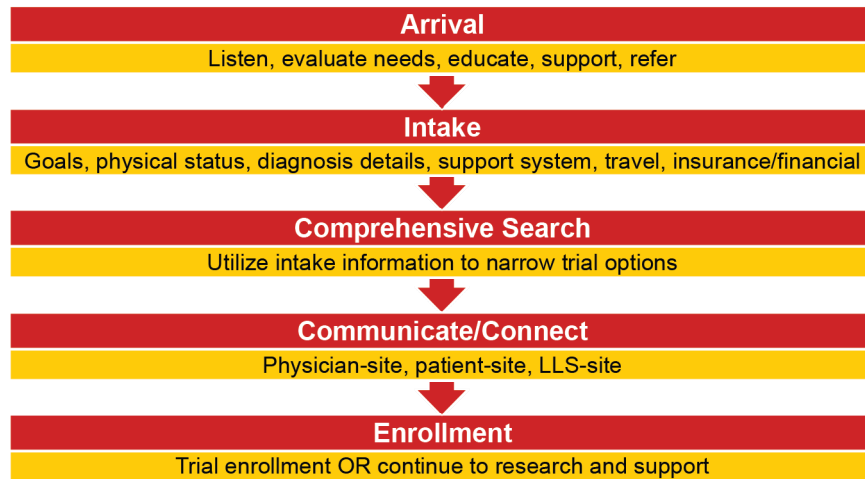 Arrival
Listen, evaluate needs, educate, support, refer
Intake
Goals, physical status, diagnosis details, support system, travel, insurance/financial
Comprehensive Search
Utilize intake information to narrow trial options
Communicate/Connect
Physician-site, patient-site, LLS-site
Enrollment
Trial enrollment OR continue to research and support